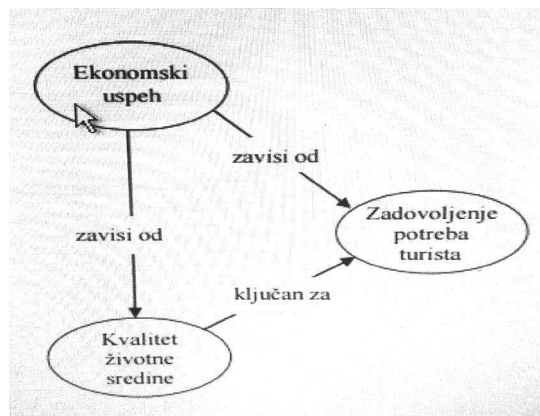 Ekonomski
uspeh
zavisi od
zavisi od
Zadovoljenje
potreba
turista
ključan za
Kvalitet
životne
sredine